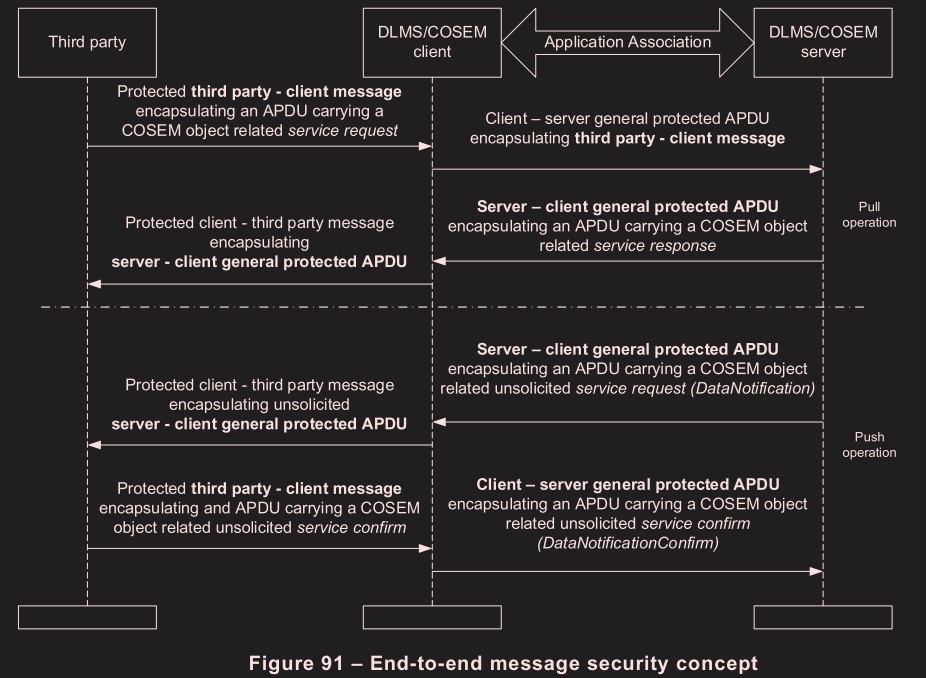 Third party
DLMS/COSEM
client
Application Association
DLMS/COSEM
server
Protected third party - client message
encapsulating an APDU carrying a
COSEM object related service request
Client – server general protected APDU
encapsulating third party - client message
Server – client general protected APDU
encapsulating an APDU carrying a COSEM object
related service response
Pull
operation
Protected client - third party message
encapsulating
server - client general protected APDU
Server – client general protected APDU
encapsulating an APDU carrying a COSEM object
related unsolicited service request (DataNotification)
Protected client - third party message
encapsulating unsolicited
server - client general protected APDU
Push
operation
Protected third party - client message
encapsulating and APDU carrying a COSEM
object related unsolicited service confirm
Client – server general protected APDU
encapsulating an APDU carrying a COSEM object
related unsolicited service confirm
(DataNotificationConfirm)
Figure 91 – End-to-end message security concept